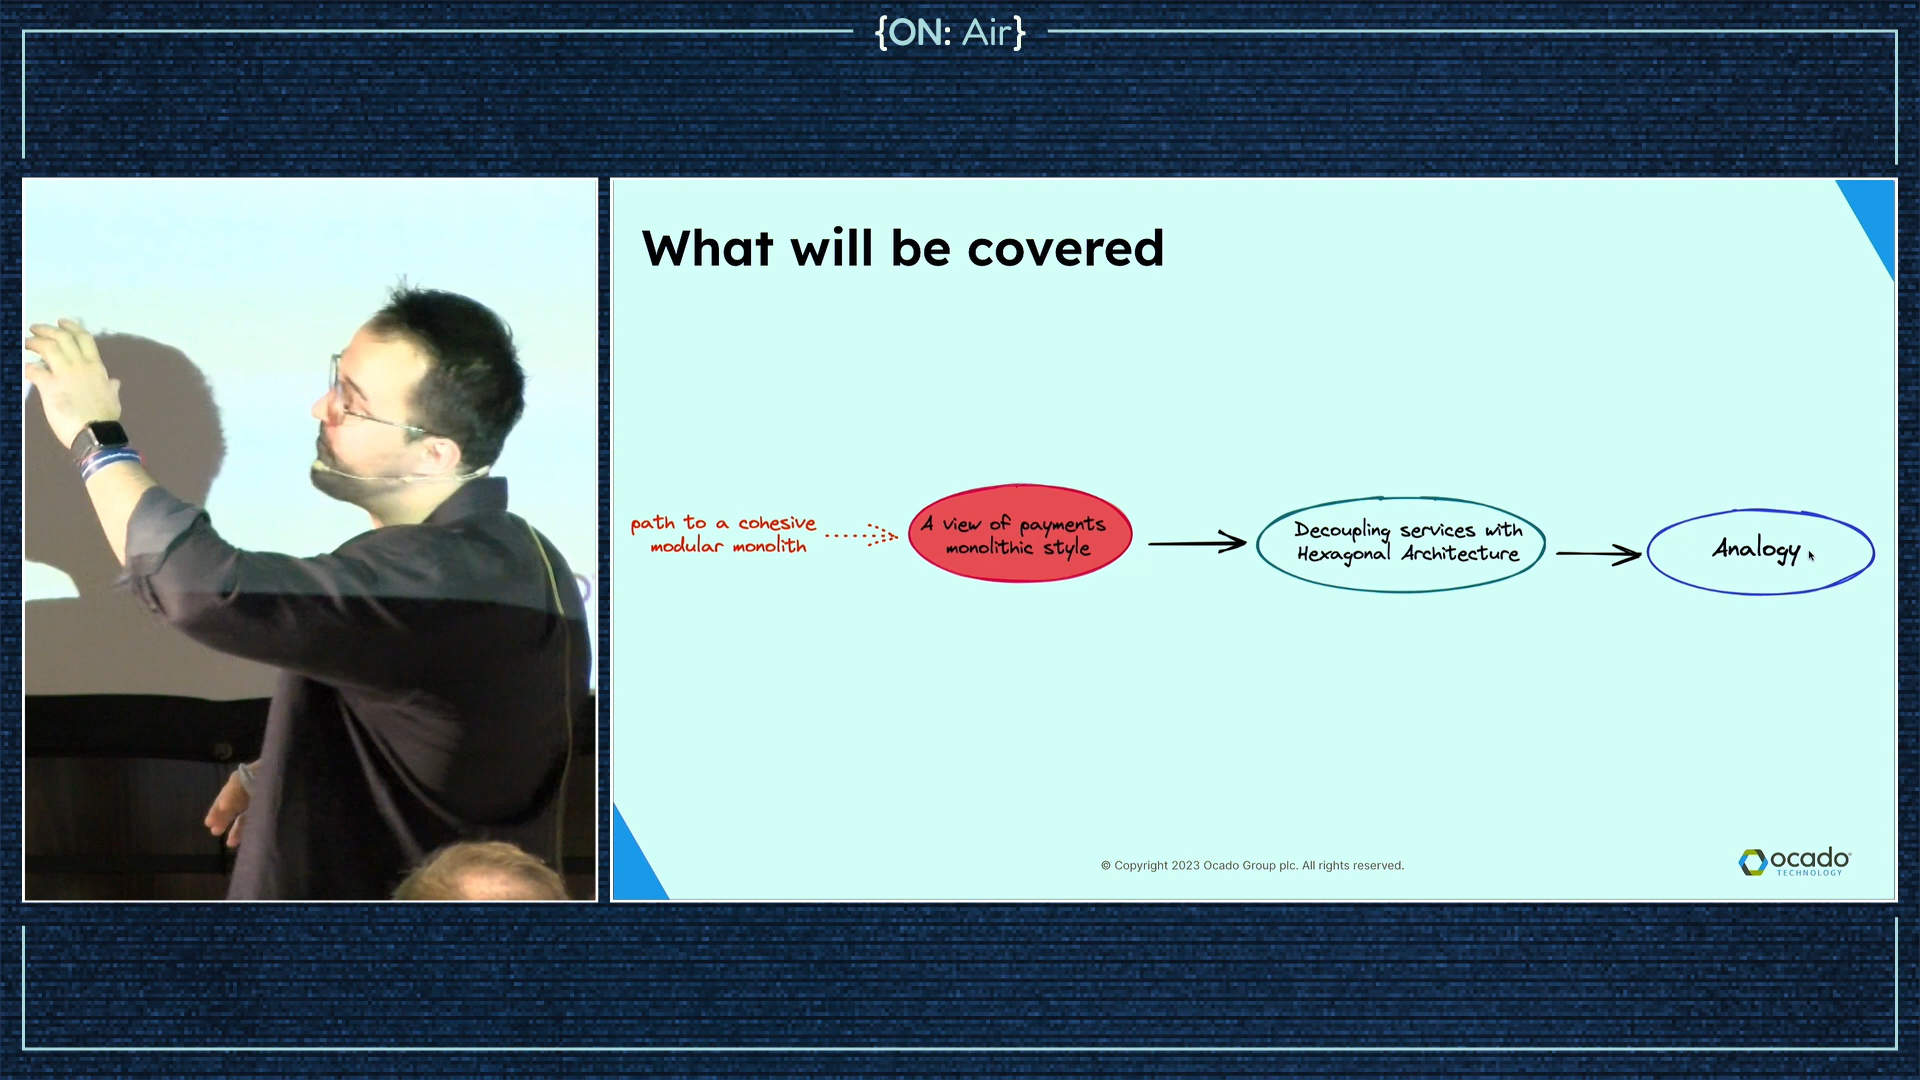 {ON: Air}
What will be covered
path to a cohesive
modular monolith
A view of payments
monolithic style
Decoupling services with
Hexagonal Architecture
Analogy
© Copyright 2023 Ocado Group plc. All rights reserved.
ocado
TECHNOLOGY